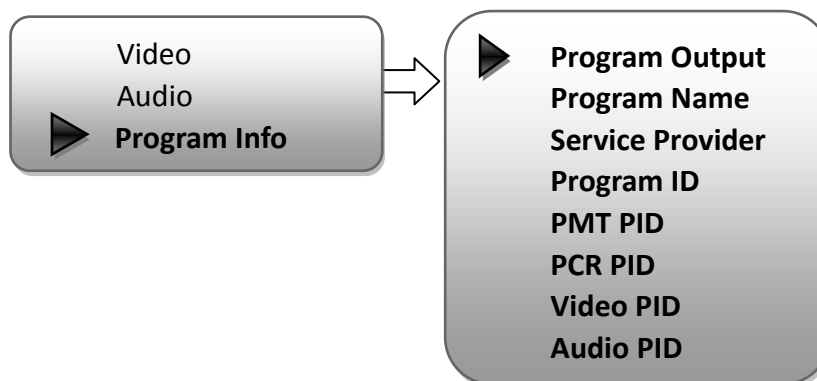 Video
Audio
Program Info
Program Output
Program Name
Service Provider
Program ID
PMT PID
PCR PID
Video PID
Audio PID